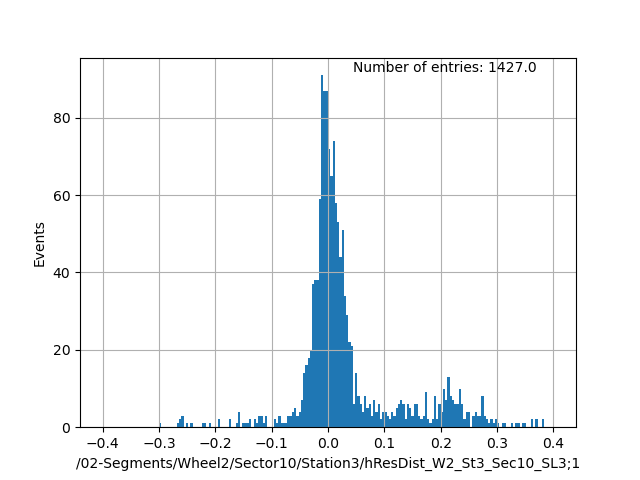 Number of entries: 1427.0
Events
80
60
40
20
0
−0.4 −0.3 −0.2 −0.1 0.0 0.1 0.2 0.3 0.4
/02-Segments/Wheel2/Sector10/Station3/hResDist_W2_St3_Sec10_SL3;1